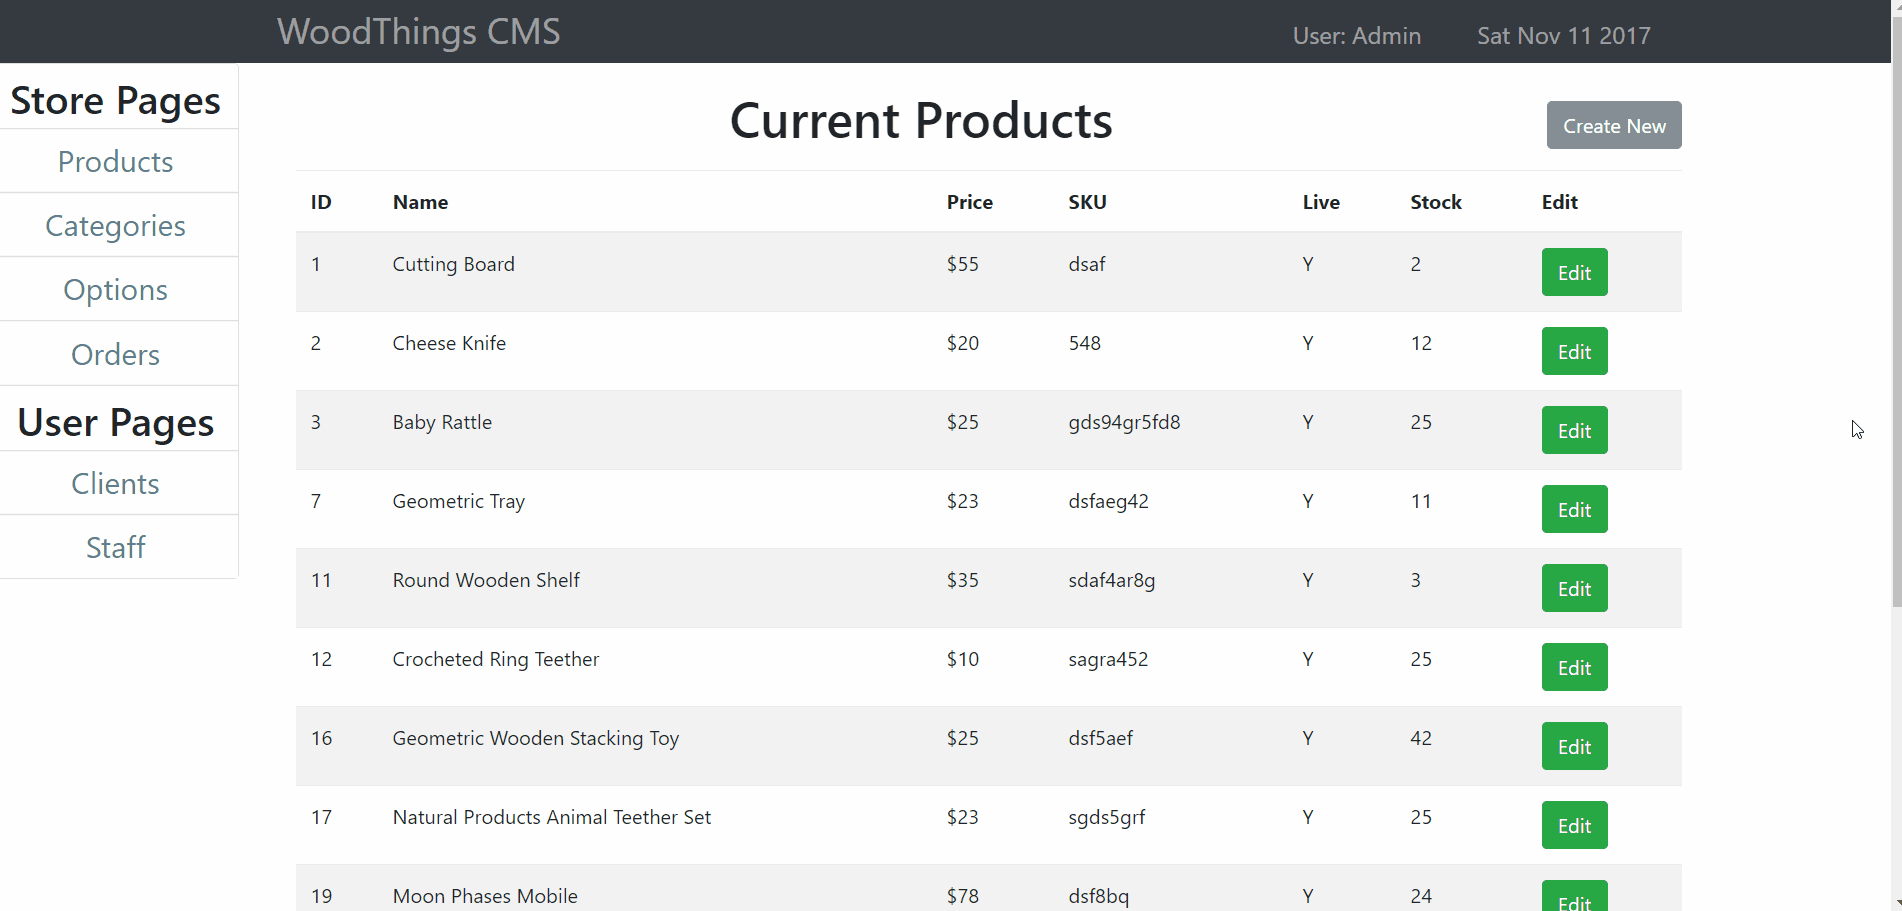 WoodThings CMS User: Admin Sat Nov 11 2017
Store Pages
Products
Categories
Options
Orders
User Pages
Clients
Staff
Current Products Create New
ID Name Price SKU Live Stock Edit
1 Cutting Board $55 dsaf Y 2 Edit
2 Cheese Knife $20 548 Y 12 Edit
3 Baby Rattle $25 gds94gr5fd8 Y 25 Edit
7 Geometric Tray $23 dsfaeg42 Y 11 Edit
11 Round Wooden Shelf $35 sdaf4ar8g Y 3 Edit
12 Crocheted Ring Teether $10 sagra452 Y 25 Edit
16 Geometric Wooden Stacking Toy $25 dsf5aef Y 42 Edit
17 Natural Products Animal Teether Set $23 sgds5grf Y 25 Edit
19 Moon Phases Mobile $78 dsf8bq Y 24 Edit